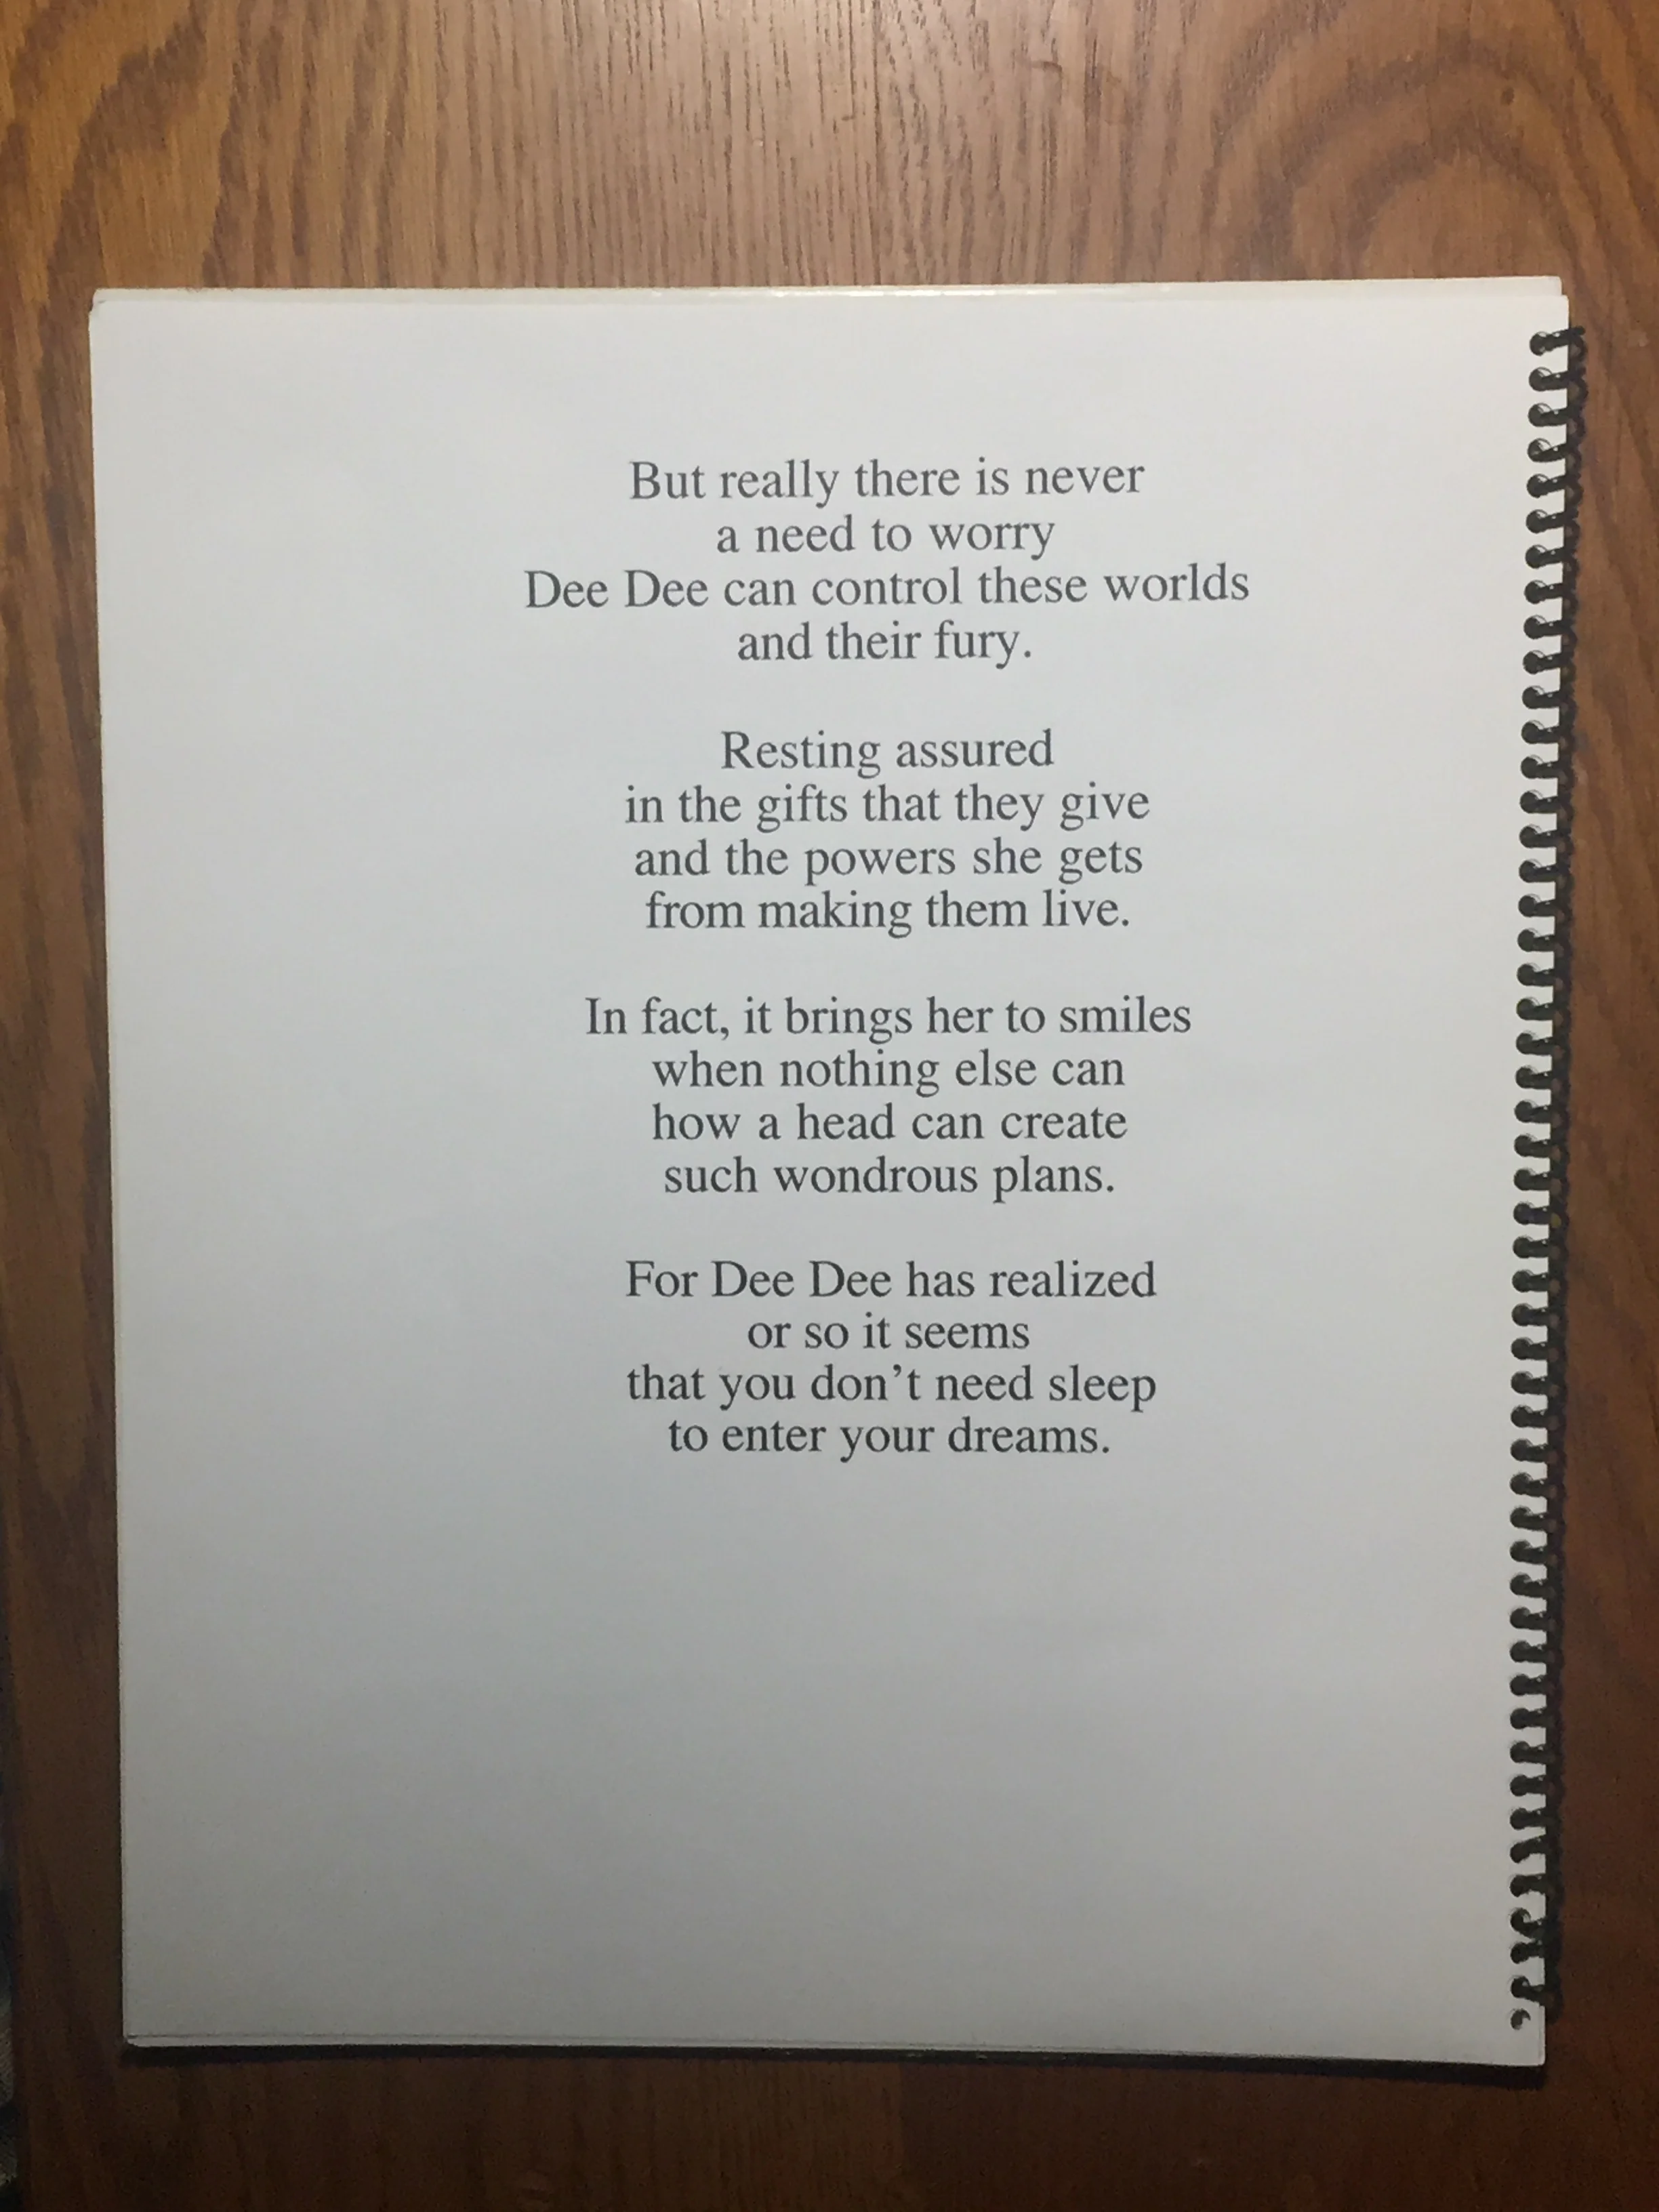 But really there is never
a need to worry
Dee Dee can control these worlds
and their fury.
Resting assured
in the gifts that they give
and the powers she gets
from making them live.
In fact, it brings her to smiles
when nothing else can
how a head can create
such wondrous plans.
For Dee Dee has realized
or so it seems
that you don’t need sleep
to enter your dreams.